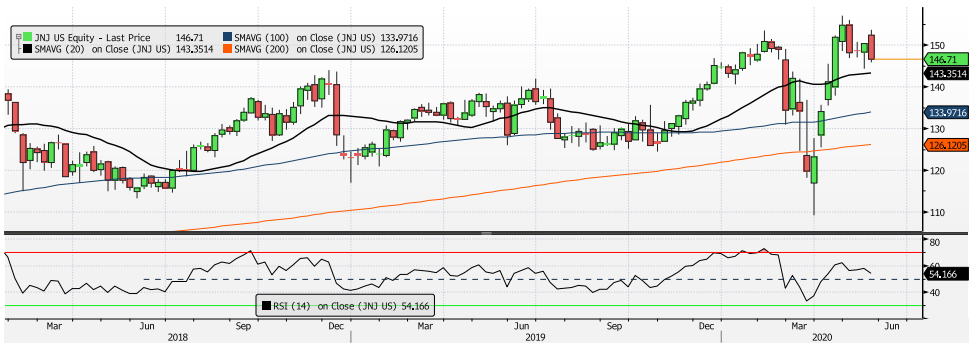 JNJ US Equity - Last Price 146.71 SMAVG (100) on Close (JNJ US) 133.9716
SMAVG (20) on Close (JNJ US) 143.3514 SMAVG (200) on Close (JNJ US) 126.1205
150
146.71
143.3514
140
133.9716
130
126.1205
120
110
80
60
54.166
40
RSI (14) on Close (JNJ US) 54.166
Mar Jun Sep Dec Mar Jun Sep Dec Mar Jun
2018 2019 2020